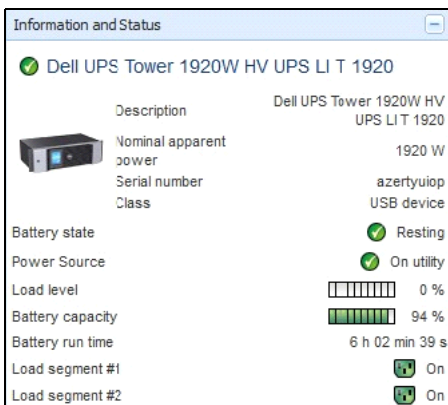 Information and Status
Dell UPS Tower 1920W HV UPS LI T 1920
Description Dell UPS Tower 1920W HV UPS LI T 1920
Nominal apparent power 1920 W
Serial number azertyuiop
Class USB device
Battery state Resting
Power Source On utility
Load level 0 %
Battery capacity 94 %
Battery run time 6 h 02 min 39 s
Load segment #1 On
Load segment #2 On